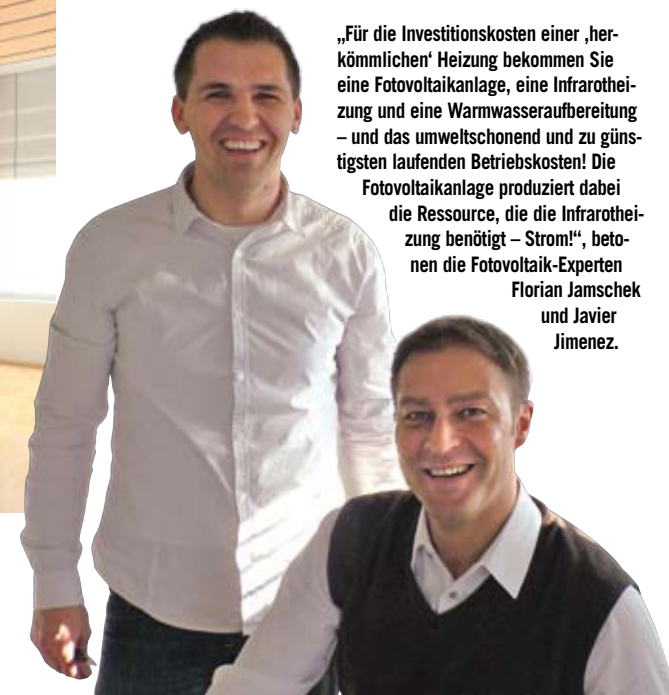 „Für die Investitionskosten einer ‚her-
kömmlichen‘ Heizung bekommen Sie
eine Fotovoltaikanlage, eine Infrarothei-
zung und eine Warmwasseraufbereitung
– und das umweltschonend und zu güns-
tigsten laufenden Betriebskosten! Die
Fotovoltaikanlage produziert dabei
die Ressource, die die Infrarothei-
zung benötigt – Strom!“, beto-
nen die Fotovoltaik-Experten
Florian Jamschek
und Javier
Jimenez.